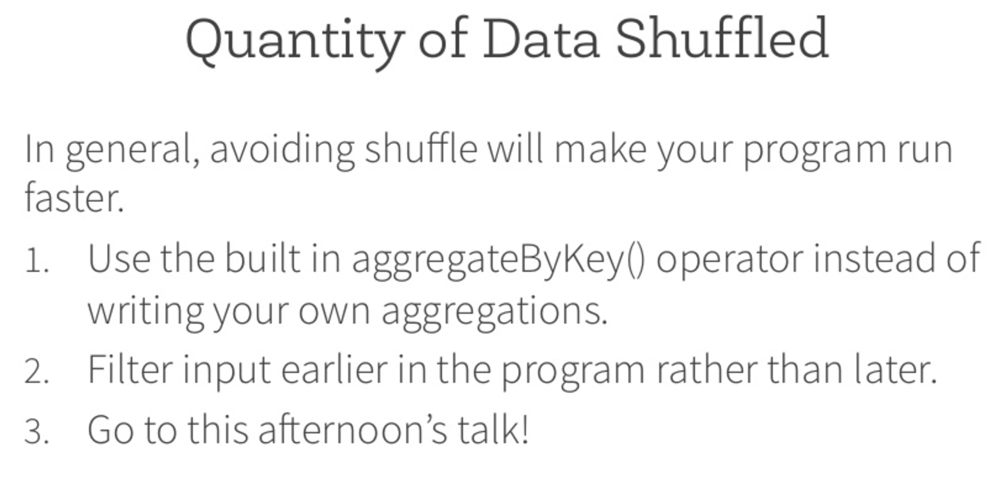 Quantity of Data Shuffled
In general, avoiding shuffle will make your program run
faster.
1. Use the built in aggregateByKey() operator instead of
writing your own aggregations.
2. Filter input earlier in the program rather than later.
3. Go to this afternoon’s talk!